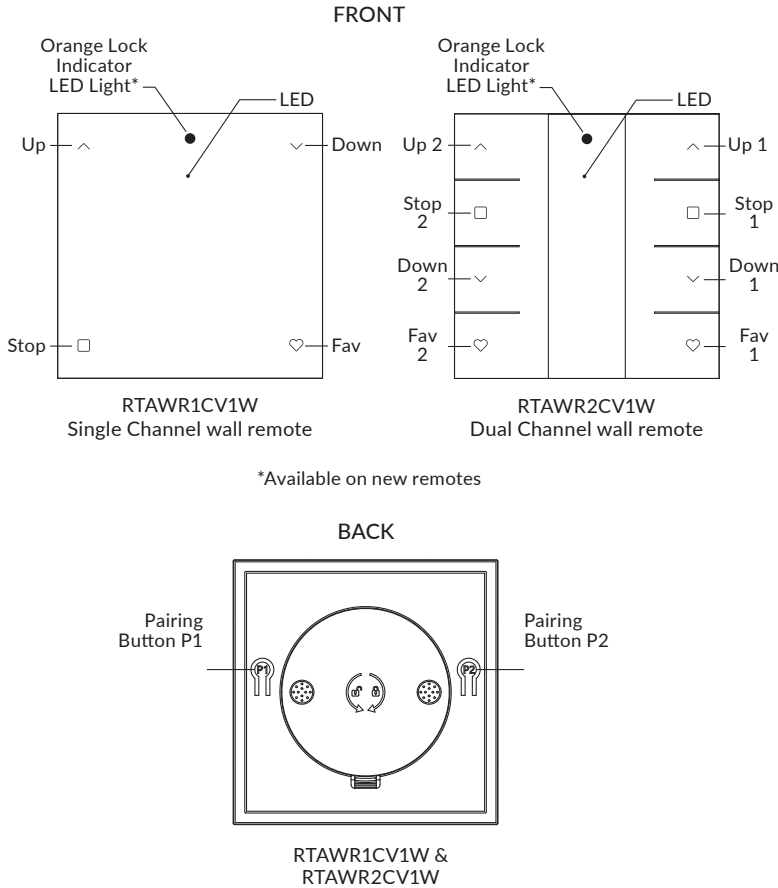 FRONT
Orange Lock
Indicator
LED Light*
LED
Up
Down
Stop
Fav
RTAWR1CV1W
Single Channel wall remote
Orange Lock
Indicator
LED Light*
LED
Up 2
Up 1
Stop
2
Stop
1
Down
2
Down
1
Fav
2
Fav
1
RTAWR2CV1W
Dual Channel wall remote
*Available on new remotes
BACK
Pairing
Button P1
Pairing
Button P2
P1
P2
RTAWR1CV1W &
RTAWR2CV1W